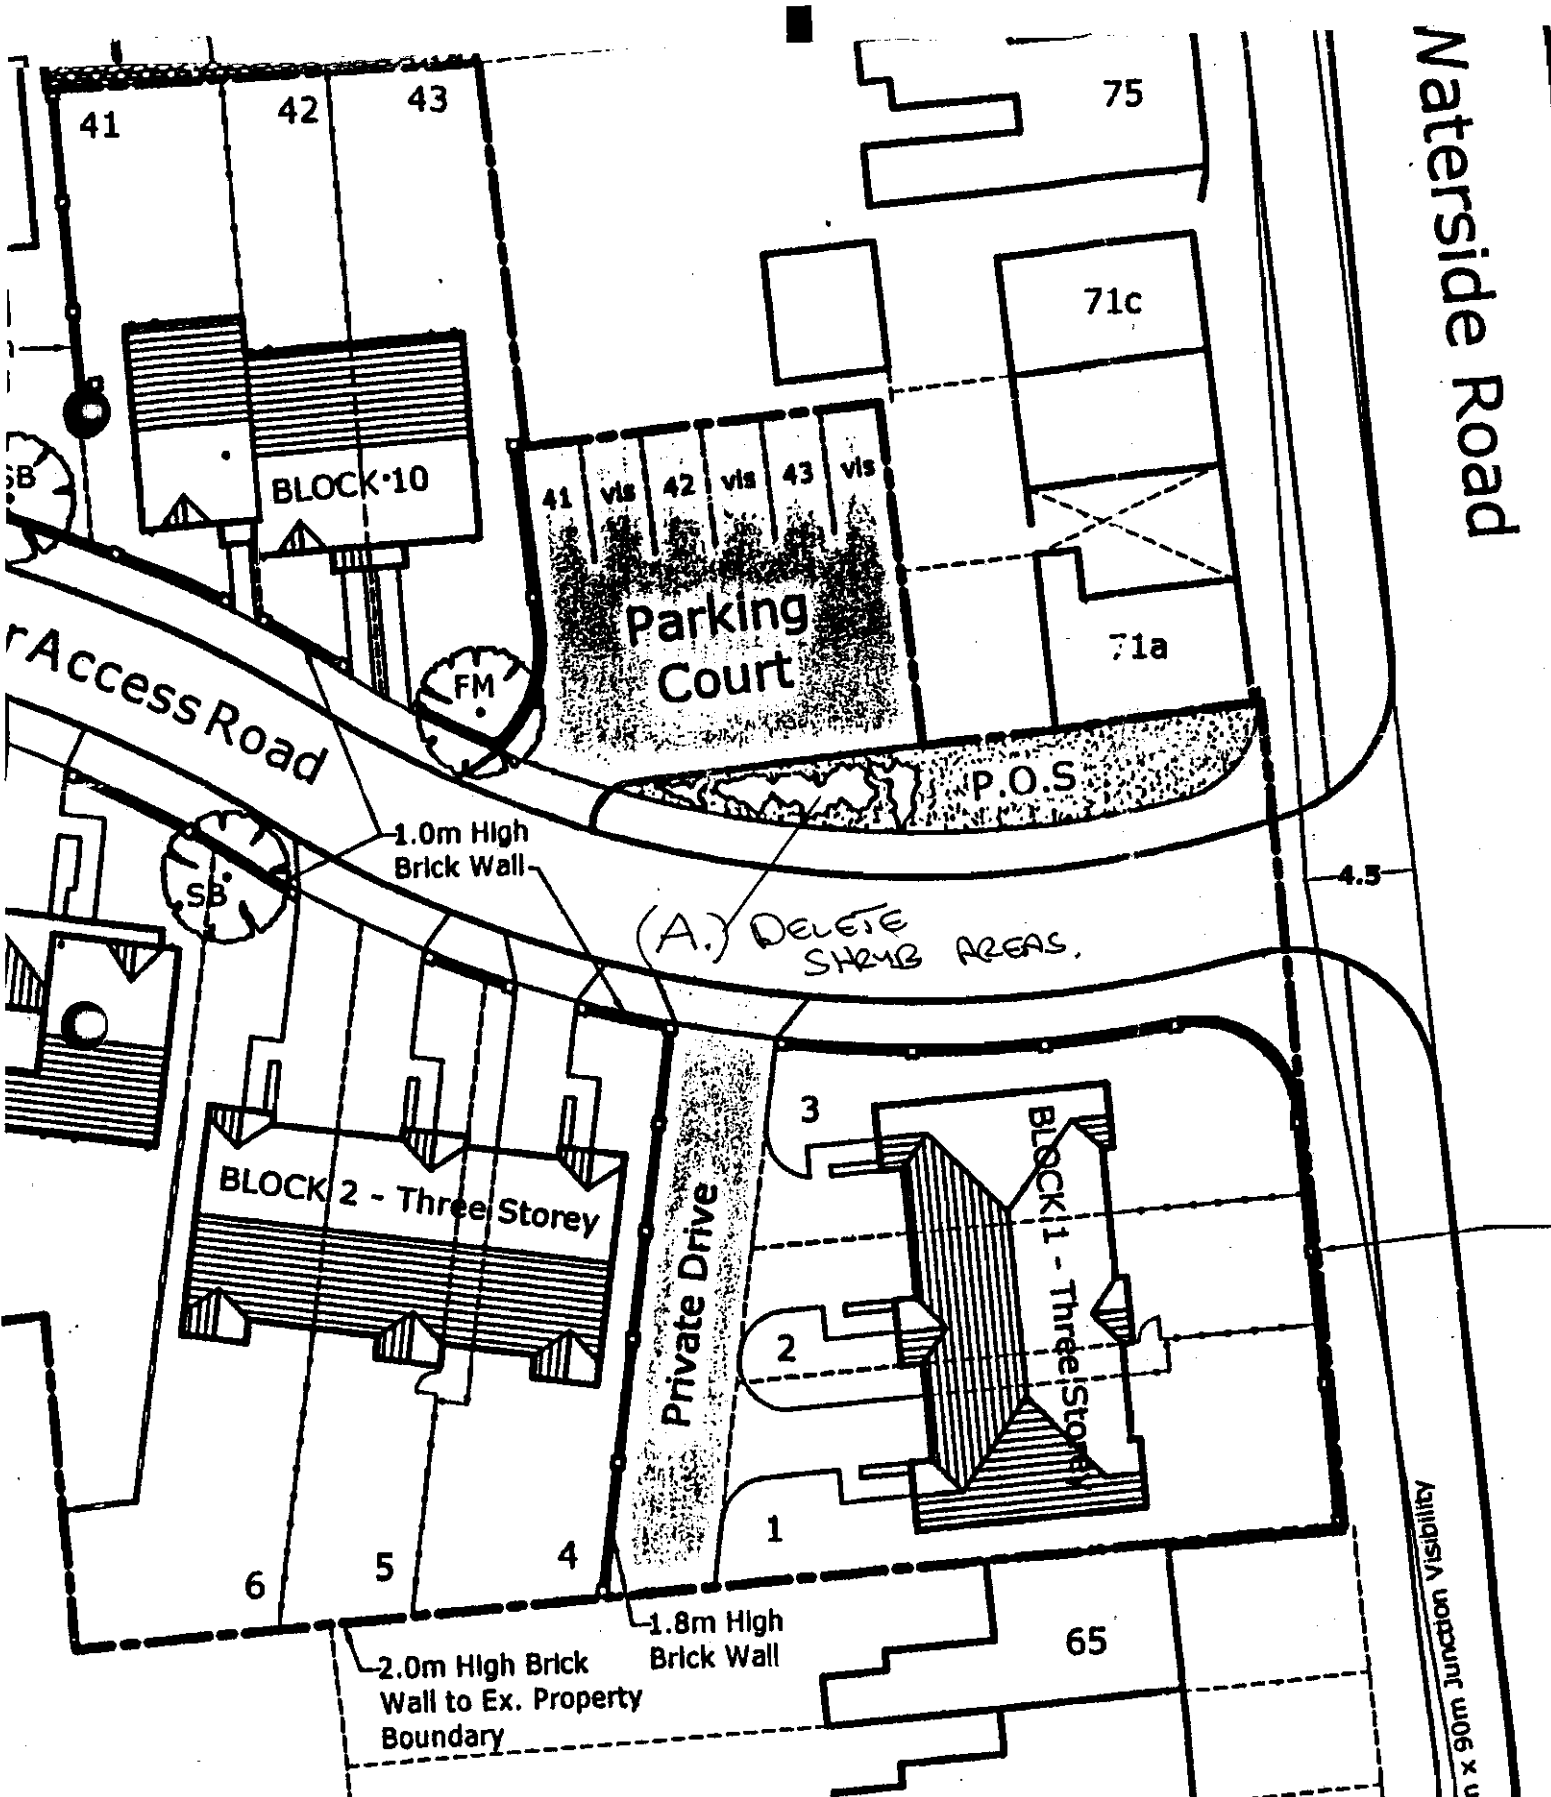 41
42
43
75
Waterside Road
71c
SB
BLOCK 10
41 vis 42 vis 43 vis
Parking
Court
71a
FM
r Access Road
P.O.S
1.0m High
Brick Wall
SB
4.5
(A.) DELETE
SHRUB AREAS.
3
BLOCK 1 - Three Storey
BLOCK 2 - Three Storey
Private Drive
2
1
6
5
4
1.8m High
Brick Wall
65
2.0m High Brick
Wall to Ex. Property
Boundary
x 90m Junction Visibility